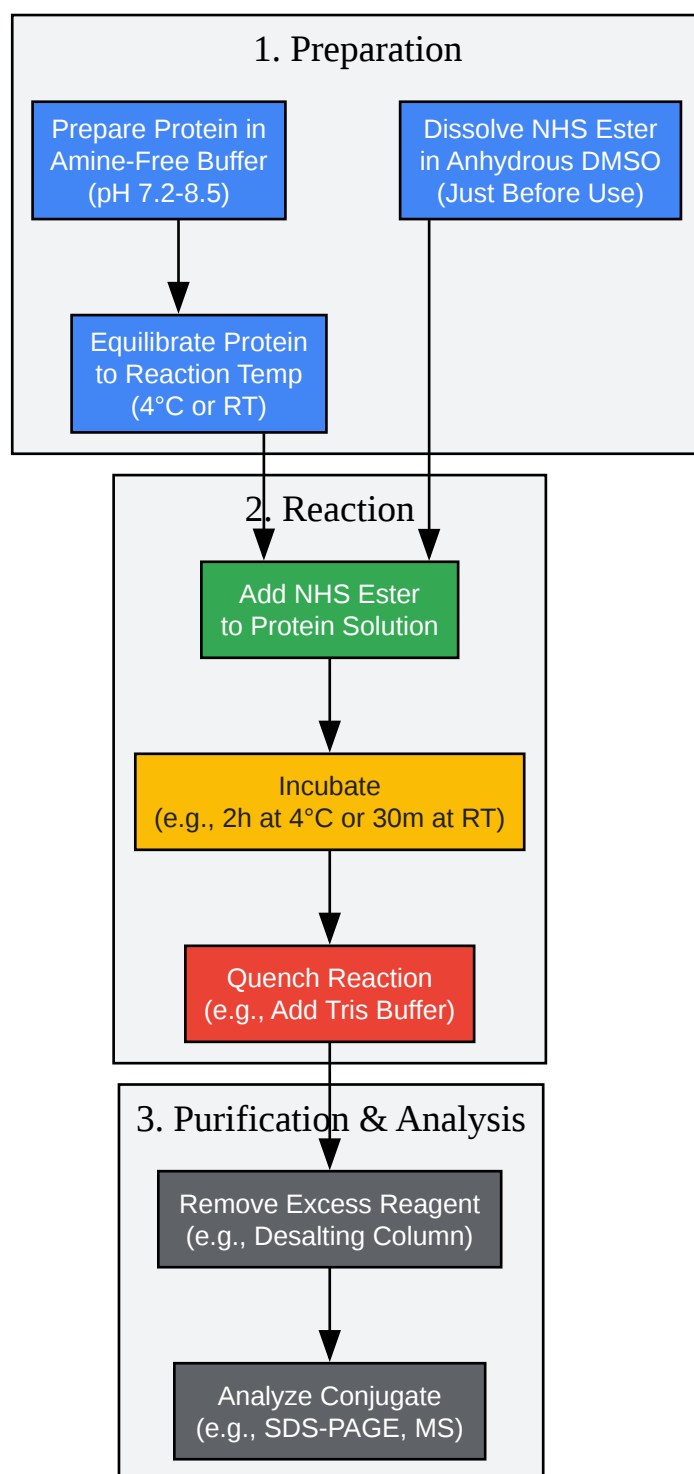 1. Preparation
Prepare Protein in
Amine-Free Buffer
(pH 7.2-8.5)
Dissolve NHS Ester
in Anhydrous DMSO
(Just Before Use)
Equilibrate Protein
to Reaction Temp
(4°C or RT)
2. Reaction
Add NHS Ester
to Protein Solution
Incubate
(e.g., 2h at 4°C or 30m at RT)
Quench Reaction
(e.g., Add Tris Buffer)
3. Purification & Analysis
Remove Excess Reagent
(e.g., Desalting Column)
Analyze Conjugate
(e.g., SDS-PAGE, MS)